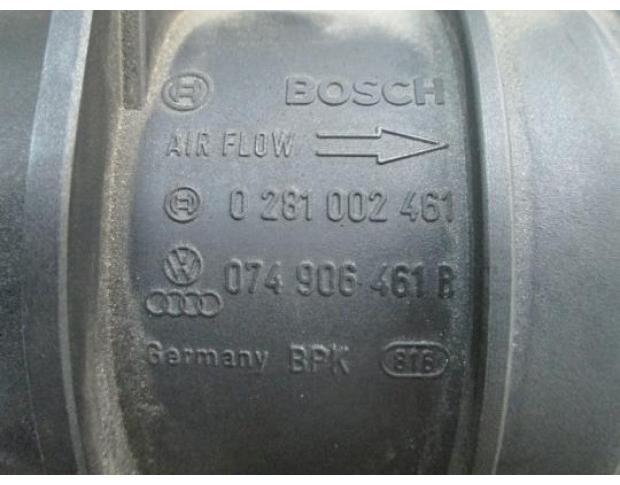 BOSCH
AIR FLOW
0 281 002 461
074 906 461 B
Germany BPK 816